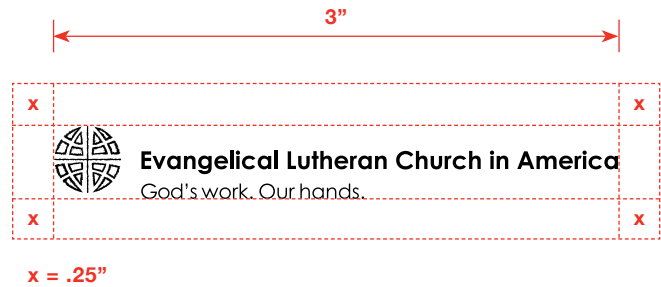 3”
x x
Evangelical Lutheran Church in America
God’s work. Our hands.
x x
x = .25”